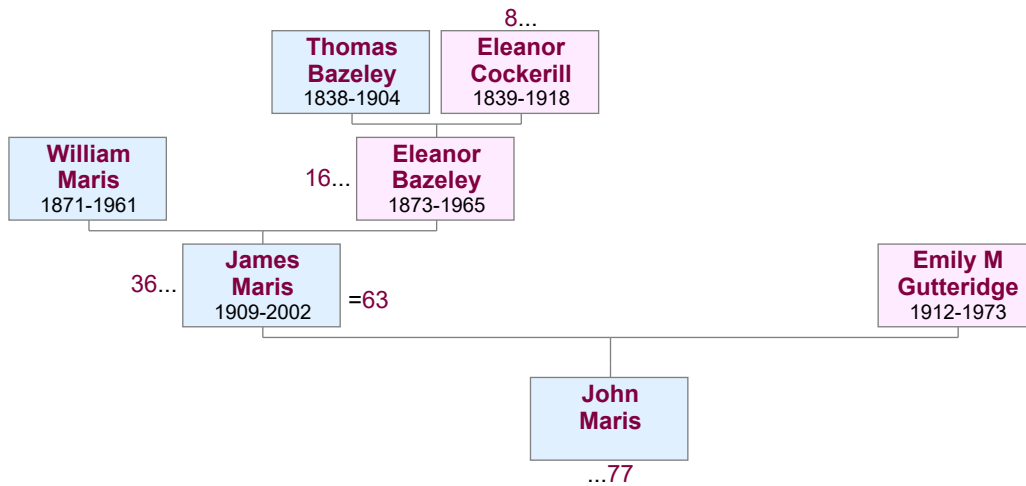 8...
Thomas
Bazeley
1838-1904
Eleanor
Cockerill
1839-1918
William
Maris
1871-1961
16...
Eleanor
Bazeley
1873-1965
36...
James
Maris
1909-2002
=63
Emily M
Gutteridge
1912-1973
John
Maris
...77